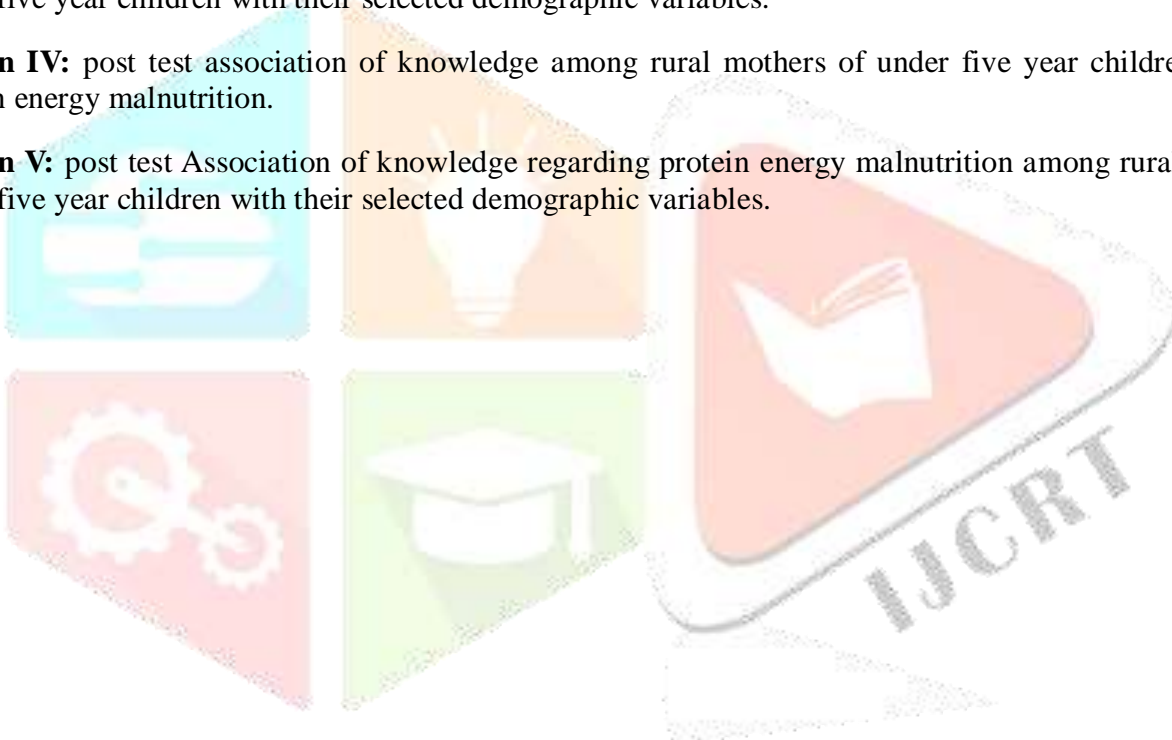 five year children with their selected demographic variables.
n IV: post test association of knowledge among rural mothers of under five year childre
n energy malnutrition.
n V: post test Association of knowledge regarding protein energy malnutrition among rura
five year children with their selected demographic variables.
IJCRT